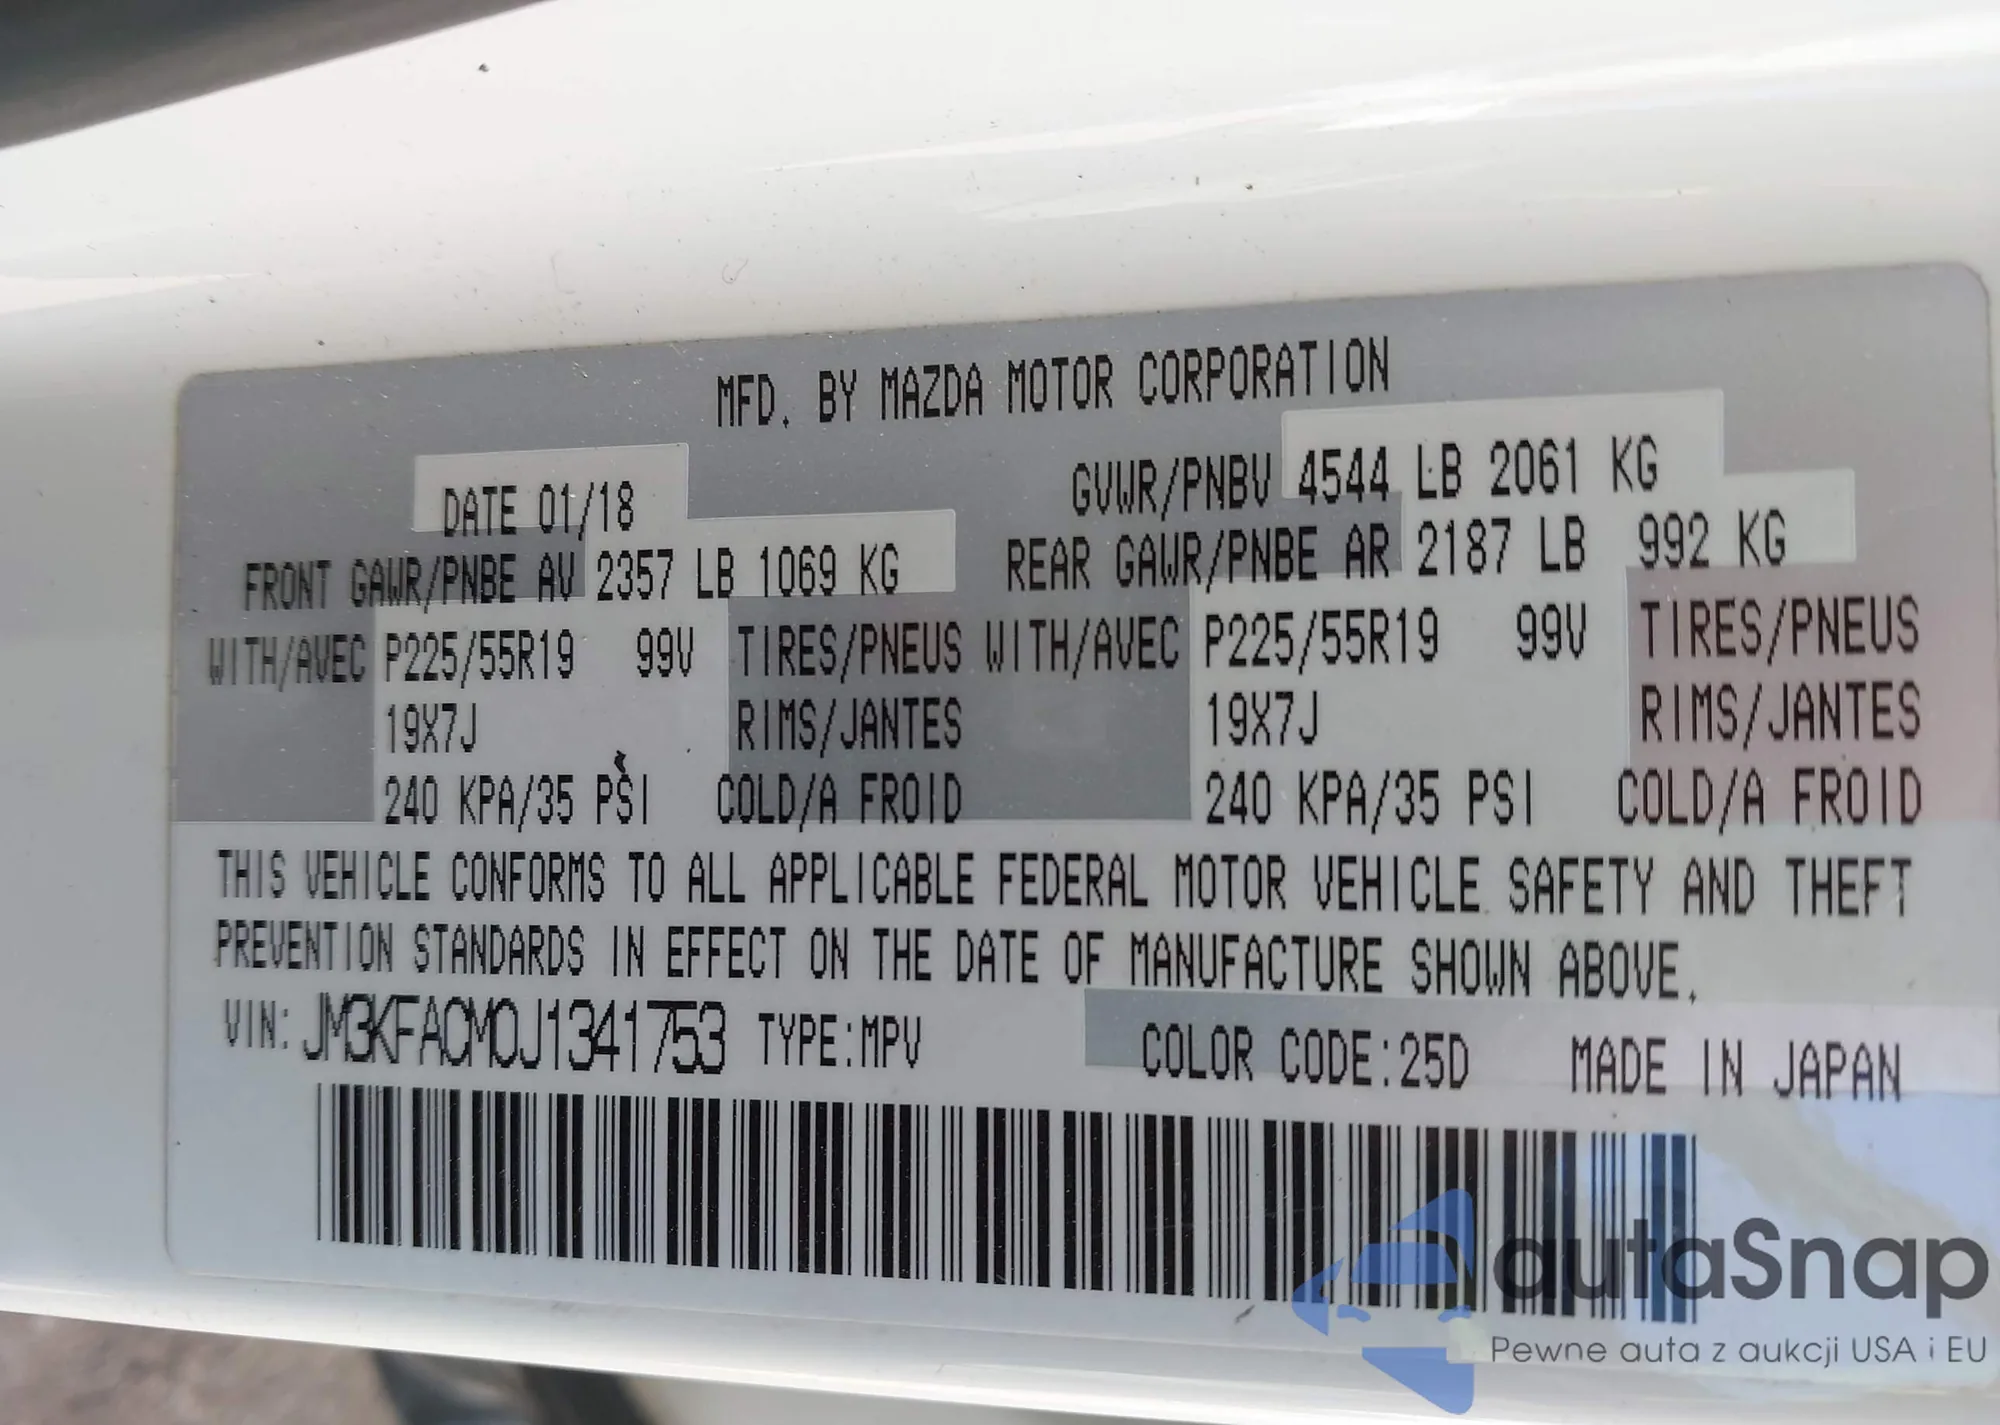 MFD. BY MAZDA MOTOR CORPORATION
DATE 01/18 GVWR/PNBV 4544 LB 2061 KG
FRONT GAWR/PNBE AV 2357 LB 1069 KG REAR GAWR/PNBE AR 2187 LB 992 KG
WITH/AVEC P225/55R19 99V TIRES/PNEUS WITH/AVEC P225/55R19 99V TIRES/PNEUS
19X7J RIMS/JANTES 19X7J RIMS/JANTES
240 KPA/35 PSI COLD/A FROID 240 KPA/35 PSI COLD/A FROID
THIS VEHICLE CONFORMS TO ALL APPLICABLE FEDERAL MOTOR VEHICLE SAFETY AND THEFT
PREVENTION STANDARDS IN EFFECT ON THE DATE OF MANUFACTURE SHOWN ABOVE.
VIN: JM3KFACM0J1341753 TYPE:MPV COLOR CODE:25D MADE IN JAPAN
autaSnap
Pewne auta z aukcji USA i EU